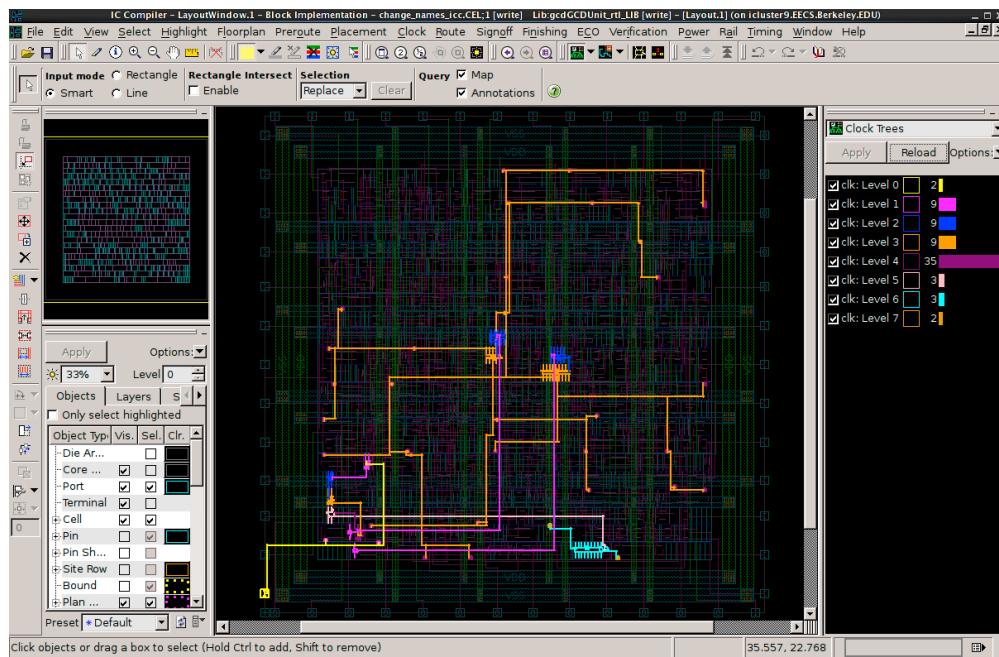 IC Compiler - LayoutWindow.1 - Block Implementation - change_names_icc.CEL;1 [write]    Lib:gcdGCDUnit_rtl_LIB [write] - [Layout.1] (on icluster9.EECS.Berkeley.EDU)
File Edit View Select Highlight Floorplan Preroute Placement Clock Route Signoff Finishing ECO Verification Power Rail Timing Window Help
Input mode Rectangle Rectangle Intersect Selection Query Map
Smart Line Enable Replace Clear Annotations
Clock Trees
Apply Reload Options:
clk: Level 0 2
clk: Level 1 9
clk: Level 2 9
clk: Level 3 9
clk: Level 4 35
clk: Level 5 3
clk: Level 6 3
clk: Level 7 2
VDD
VDD
Apply Options:
33% Level 0
Objects Layers S
Only select highlighted
Object Typ Vis. Sel. Clr.
Die Ar...
Core ...
Port
Terminal
Cell
Pin
Pin Sh...
Site Row
Bound
Plan ...
Preset Default
0
VDD
Click objects or drag a box to select (Hold Ctrl to add, Shift to remove) 35.557, 22.768